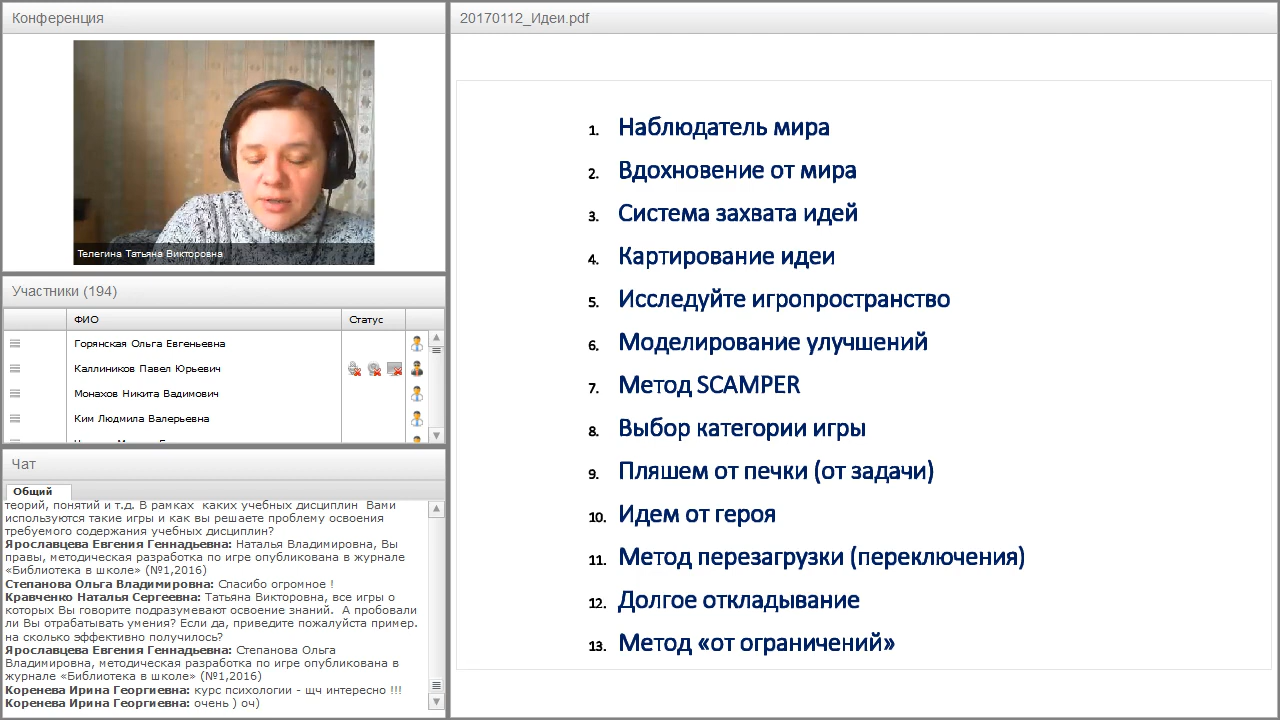 Конференция
Телегина Татьяна Викторовна
Участники (194)
ФИО
Статус
Горянская Ольга Евгеньевна
Каллиников Павел Юрьевич
Монахов Никита Вадимович
Ким Людмила Валерьевна
Чат
Общий
теорий, понятий и т.д. В рамках каких учебных дисциплин Вами
используются такие игры и как вы решаете проблему освоения
требуемого содержания учебных дисциплин?
Ярославцева Евгения Геннадьевна: Наталья Владимировна, Вы
правы, методическая разработка по игре опубликована в журнале
«Библиотека в школе» (№1,2016)
Степанова Ольга Владимировна: Спасибо огромное !
Кравченко Наталья Сергеевна: Татьяна Викторовна, все игры о
которых Вы говорите подразумевают освоение знаний. А пробовали
ли Вы отрабатывать умения? Если да, приведите пожалуйста пример.
на сколько эффективно получилось?
Ярославцева Евгения Геннадьевна: Степанова Ольга
Владимировна, методическая разработка по игре опубликована в
журнале «Библиотека в школе» (№1,2016)
Коренева Ирина Георгиевна: курс психологии - щч интересно !!!
Коренева Ирина Георгиевна: очень ) оч)
20170112_Идеи.pdf
1. Наблюдатель мира
2. Вдохновение от мира
3. Система захвата идей
4. Картирование идеи
5. Исследуйте игропространство
6. Моделирование улучшений
7. Метод SCAMPER
8. Выбор категории игры
9. Пляшем от печки (от задачи)
10. Идем от героя
11. Метод перезагрузки (переключения)
12. Долгое откладывание
13. Метод «от ограничений»